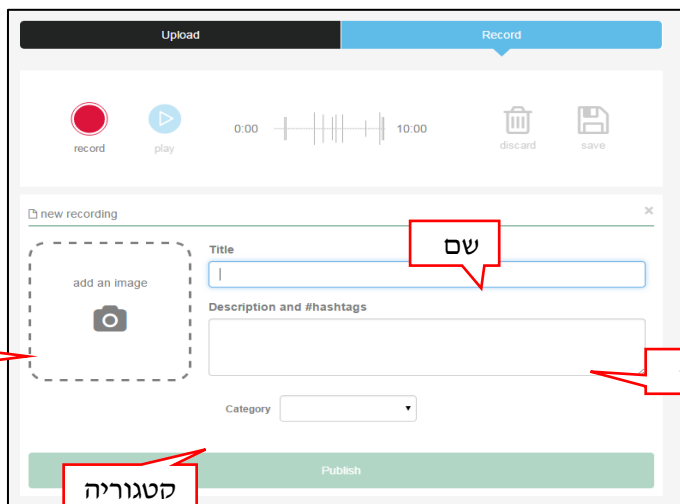 Upload
Record
record
play
0:00
10:00
discard
save
new recording
×
add an image
Title
שם
Description and #hashtags
Category
Publish
קטגוריה